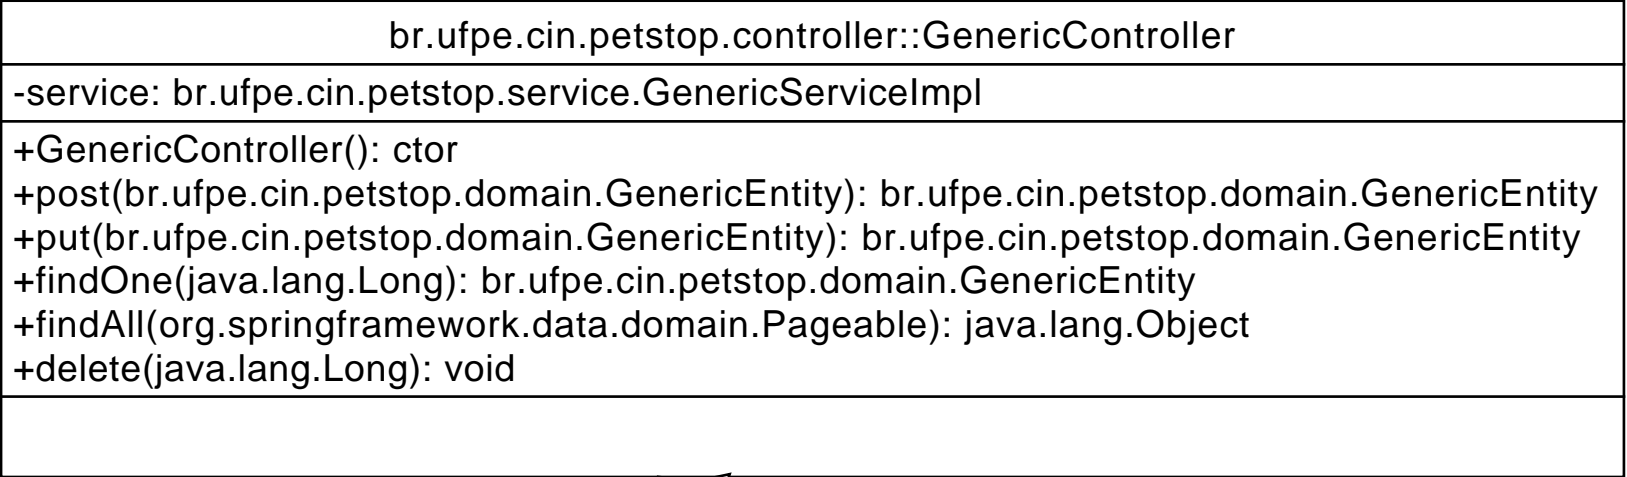 br.ufpe.cin.petstop.controller::GenericController
-service: br.ufpe.cin.petstop.service.GenericServiceImpl
+GenericController(): ctor
+post(br.ufpe.cin.petstop.domain.GenericEntity): br.ufpe.cin.petstop.domain.GenericEntity
+put(br.ufpe.cin.petstop.domain.GenericEntity): br.ufpe.cin.petstop.domain.GenericEntity
+findOne(java.lang.Long): br.ufpe.cin.petstop.domain.GenericEntity
+findAll(org.springframework.data.domain.Pageable): java.lang.Object
+delete(java.lang.Long): void